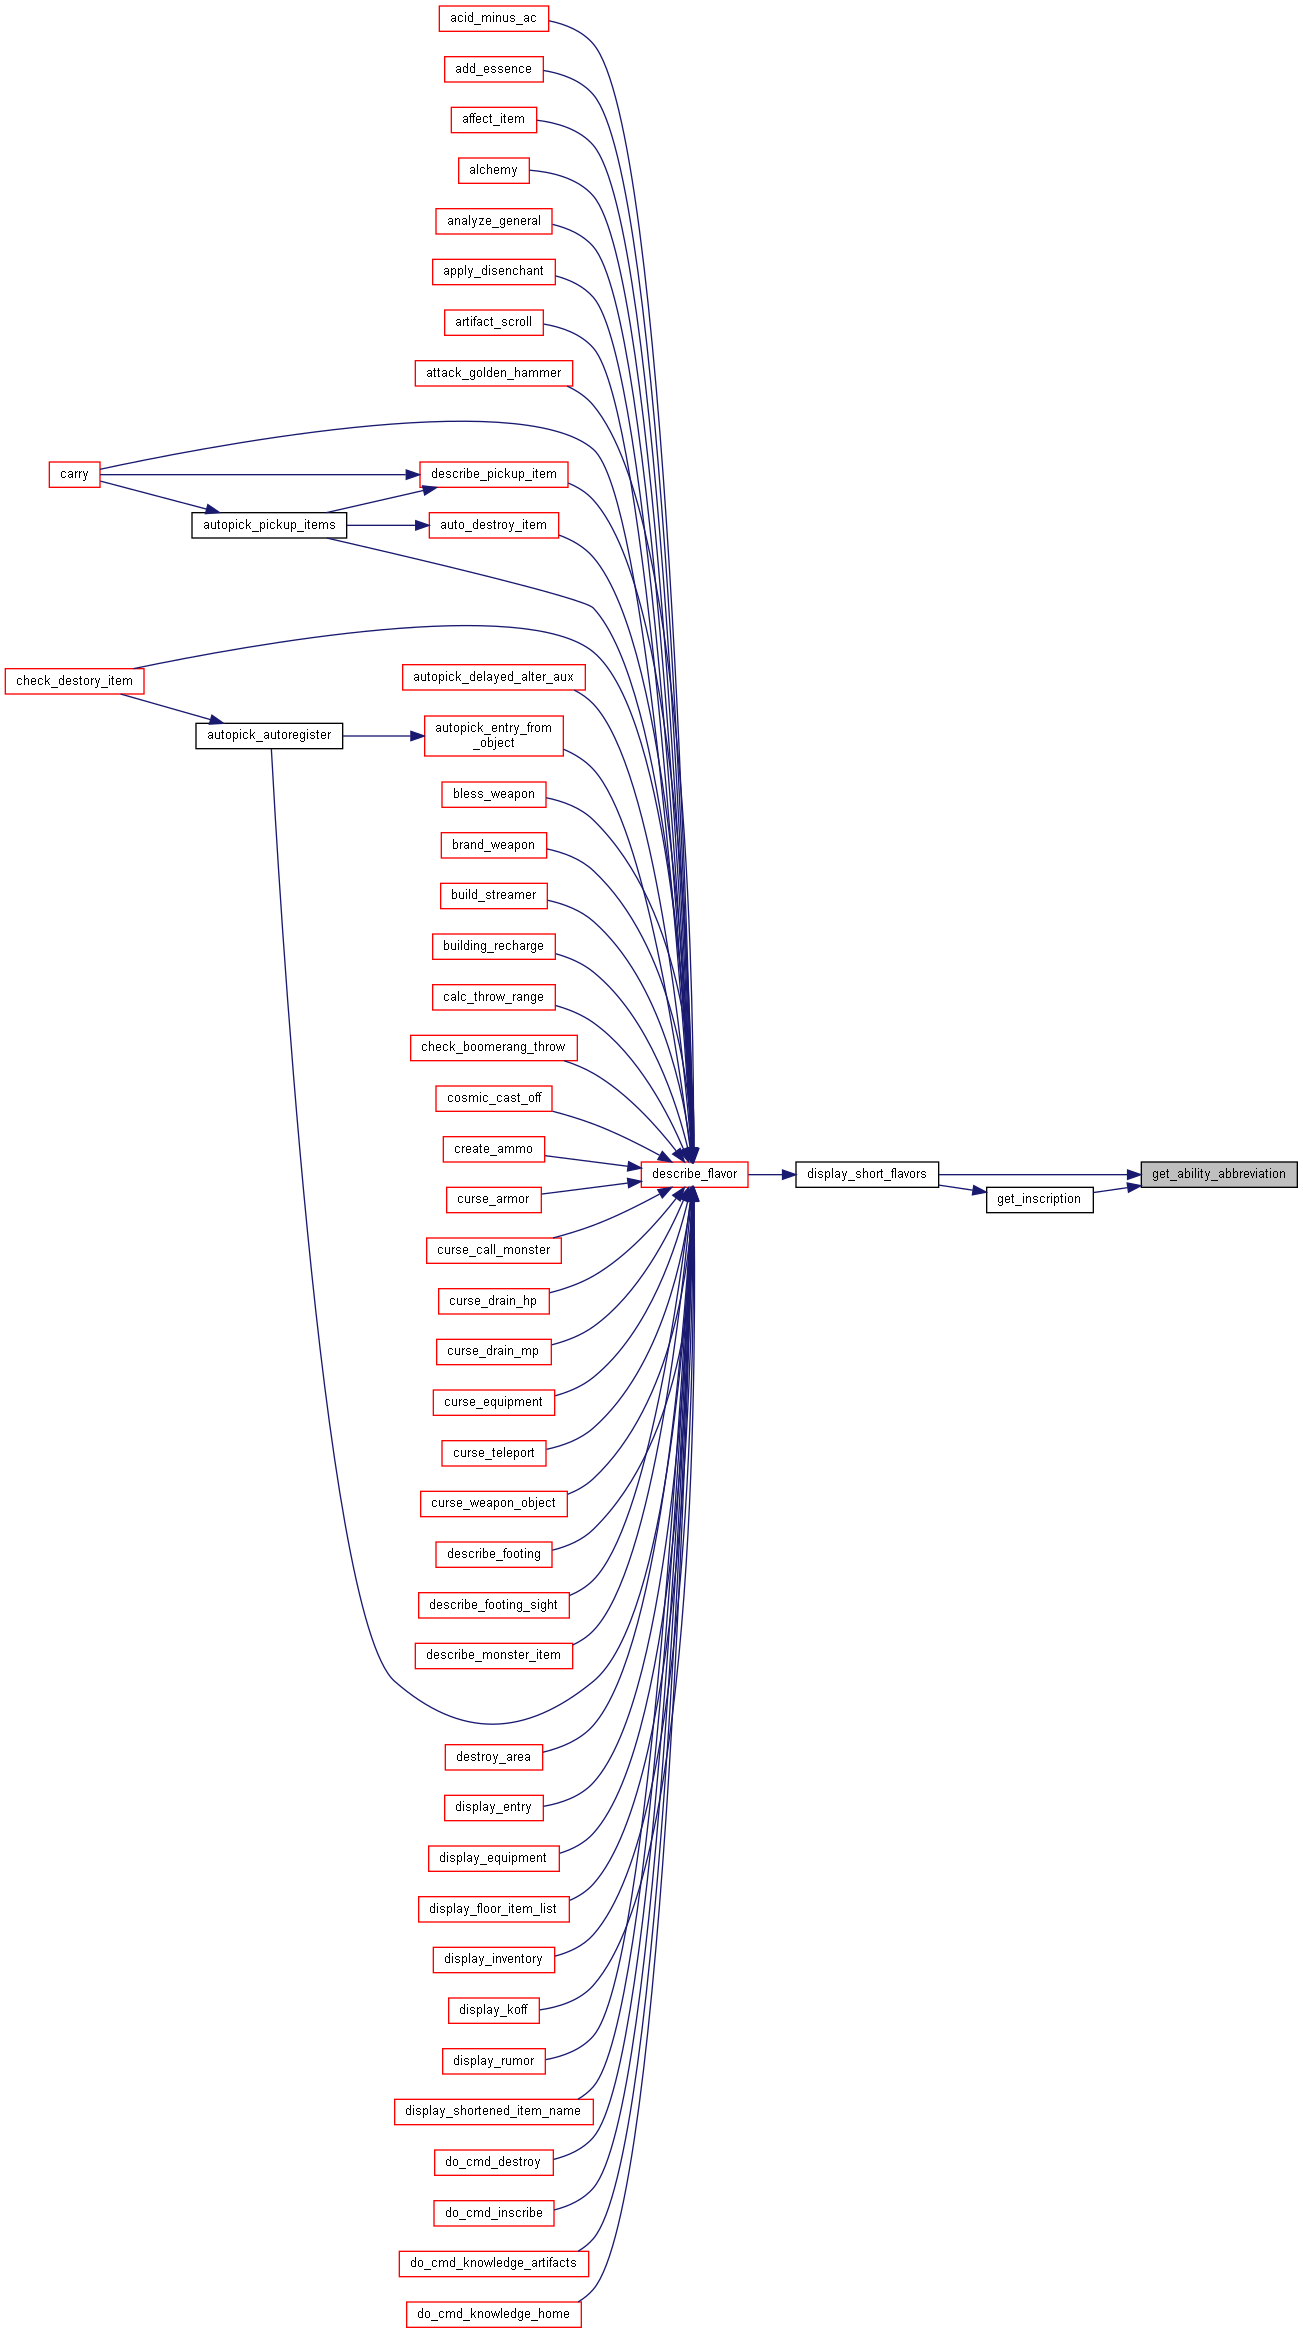 acid_minus_ac
add_essence
affect_item
alchemy
analyze_general
apply_disenchant
artifact_scroll
attack_golden_hammer
carry
describe_pickup_item
autopick_pickup_items
auto_destroy_item
check_destory_item
autopick_delayed_alter_aux
autopick_autoregister
autopick_entry_from
_object
bless_weapon
brand_weapon
build_streamer
building_recharge
calc_throw_range
check_boomerang_throw
cosmic_cast_off
create_ammo
describe_flavor
display_short_flavors
get_ability_abbreviation
get_inscription
curse_armor
curse_call_monster
curse_drain_hp
curse_drain_mp
curse_equipment
curse_teleport
curse_weapon_object
describe_footing
describe_footing_sight
describe_monster_item
destroy_area
display_entry
display_equipment
display_floor_item_list
display_inventory
display_koff
display_rumor
display_shortened_item_name
do_cmd_destroy
do_cmd_inscribe
do_cmd_knowledge_artifacts
do_cmd_knowledge_home